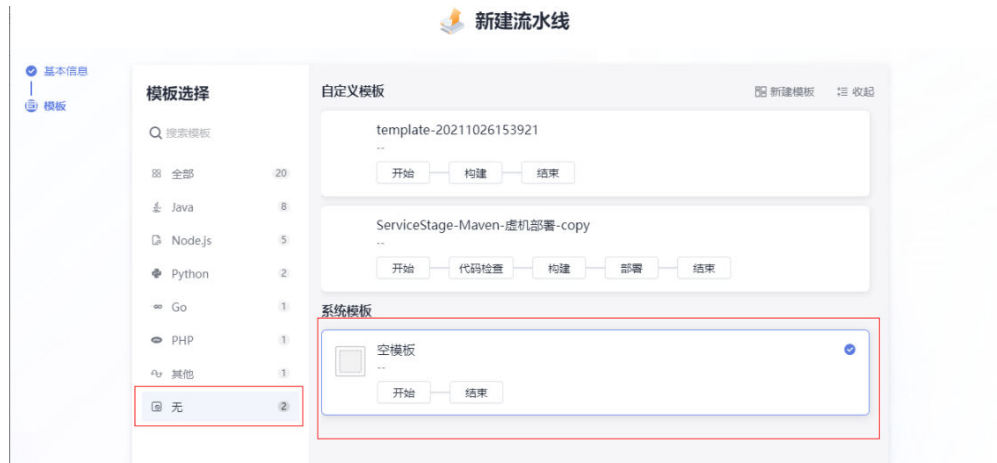 新建流水线
基本信息
模板
模板选择
搜索模板
全部 20
Java 8
Node.js 5
Python 2
Go 1
PHP 1
其他 1
无 2
自定义模板 新建模板 收起
template-20211026153921
--
开始 构建 结束
ServiceStage-Maven-虚机部署-copy
--
开始 代码检查 构建 部署 结束
系统模板
空模板
--
开始 结束